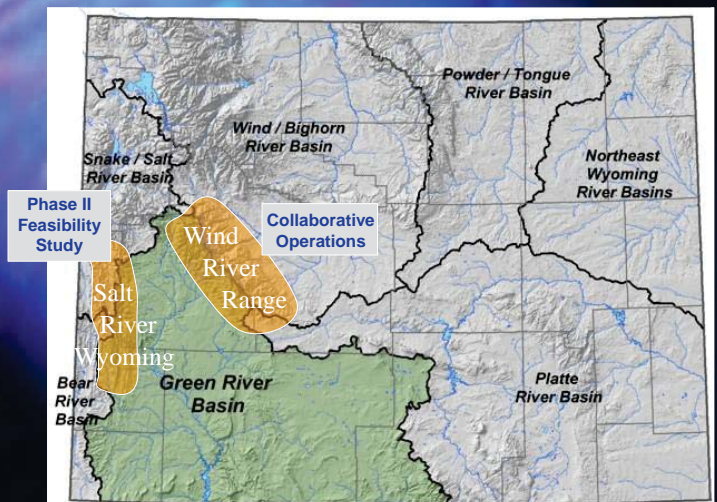 Powder / Tongue
River Basin
Wind / Bighorn
River Basin
Snake / Salt
River Basin
Northeast
Wyoming
River Basins
Phase II
Feasibility
Study
Collaborative
Operations
Wind
River
Range
Salt
River
Wyoming
Bear
River
Basin
Green River
Basin
Platte
River Basin